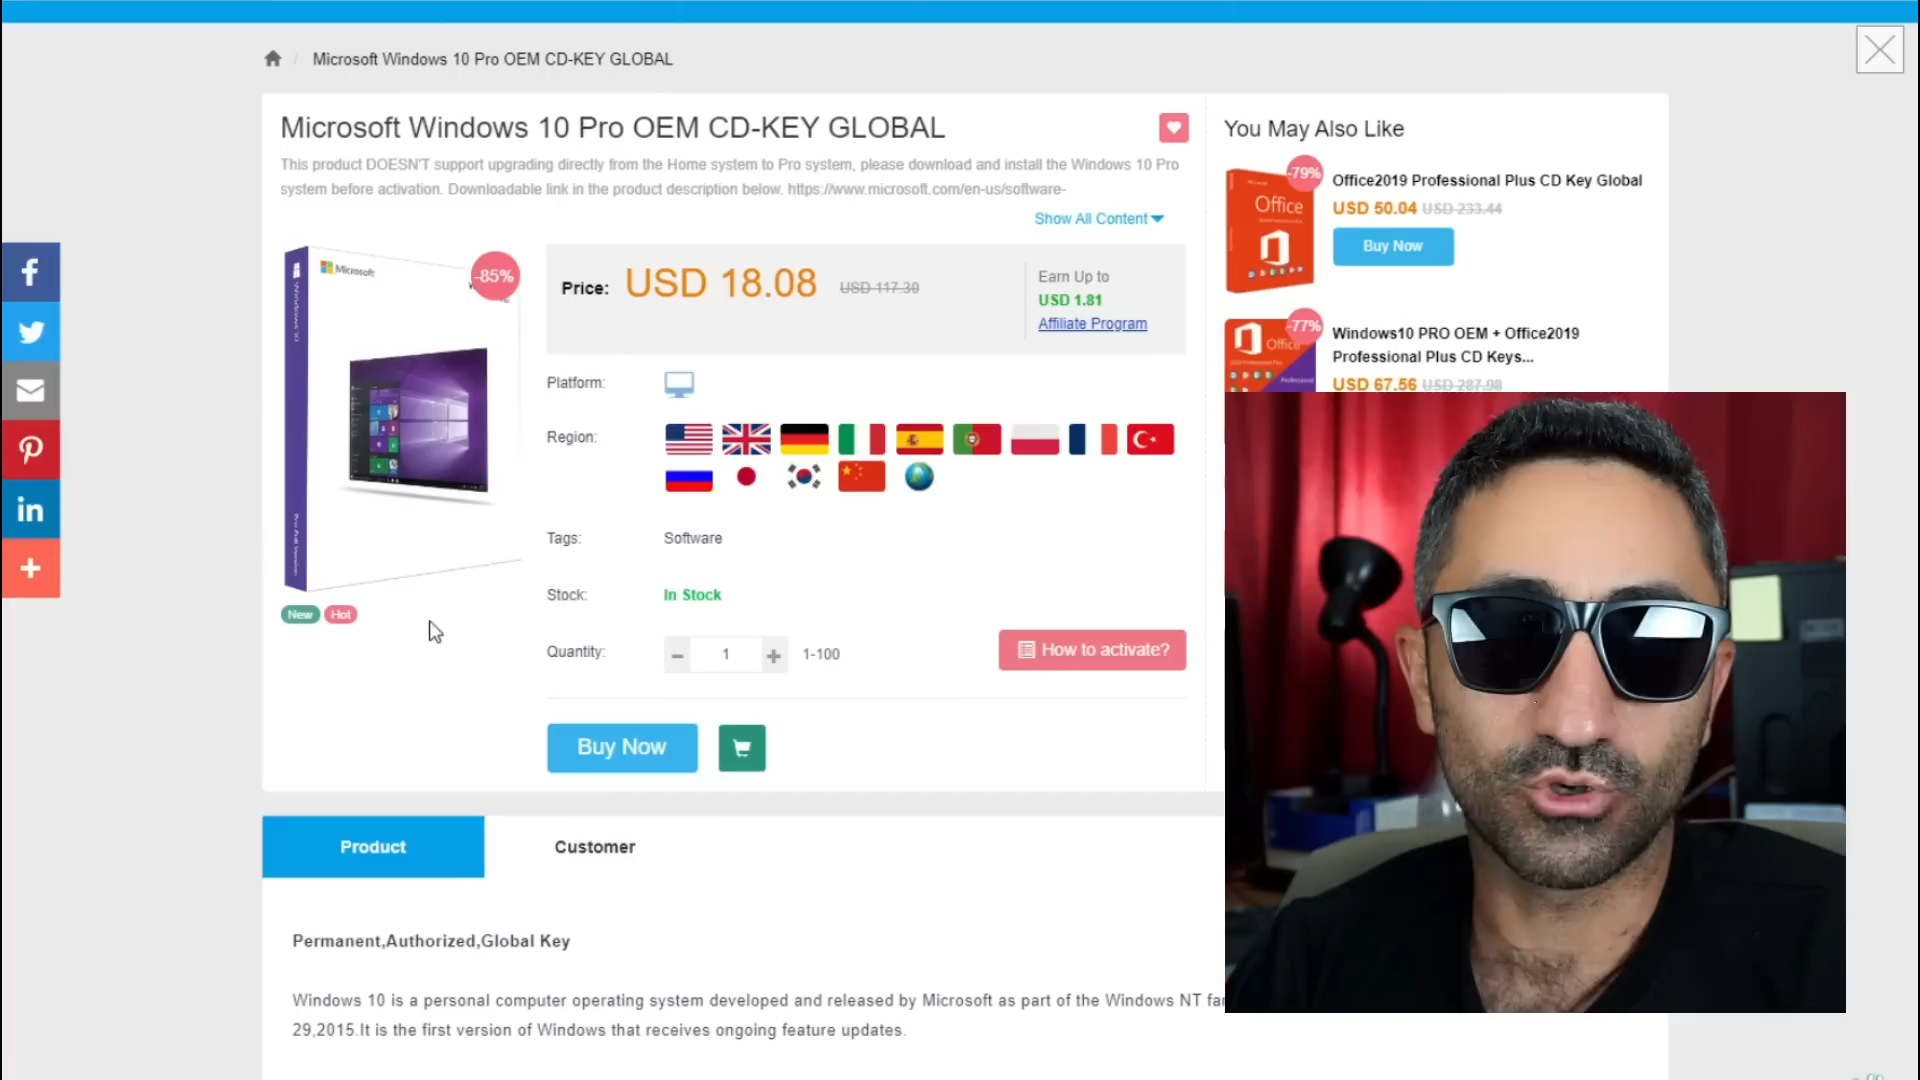 Microsoft Windows 10 Pro OEM CD-KEY GLOBAL
Microsoft Windows 10 Pro OEM CD-KEY GLOBAL
This product DOESN'T support upgrading directly from the Home system to Pro system, please download and install the Windows 10 Pro
system before activation. Downloadable link in the product description below. https://www.microsoft.com/en-us/software-
Show All Content
Microsoft
-85%
Price: USD 18.08 USD 117.30
Earn Up to
USD 1.81
Affiliate Program
Platform:
Region:
Tags: Software
Stock: In Stock
New Hot
Quantity: − 1 + 1-100
How to activate?
Buy Now
You May Also Like
-79%
Office
Office2019 Professional Plus CD Key Global
USD 50.04 USD 233.44
Buy Now
-77%
Office
Professional
Windows10 PRO OEM + Office2019
Professional Plus CD Keys...
USD 67.56 USD 287.98
Product
Customer
Permanent,Authorized,Global Key
Windows 10 is a personal computer operating system developed and released by Microsoft as part of the Windows NT
29,2015.It is the first version of Windows that receives ongoing feature updates.